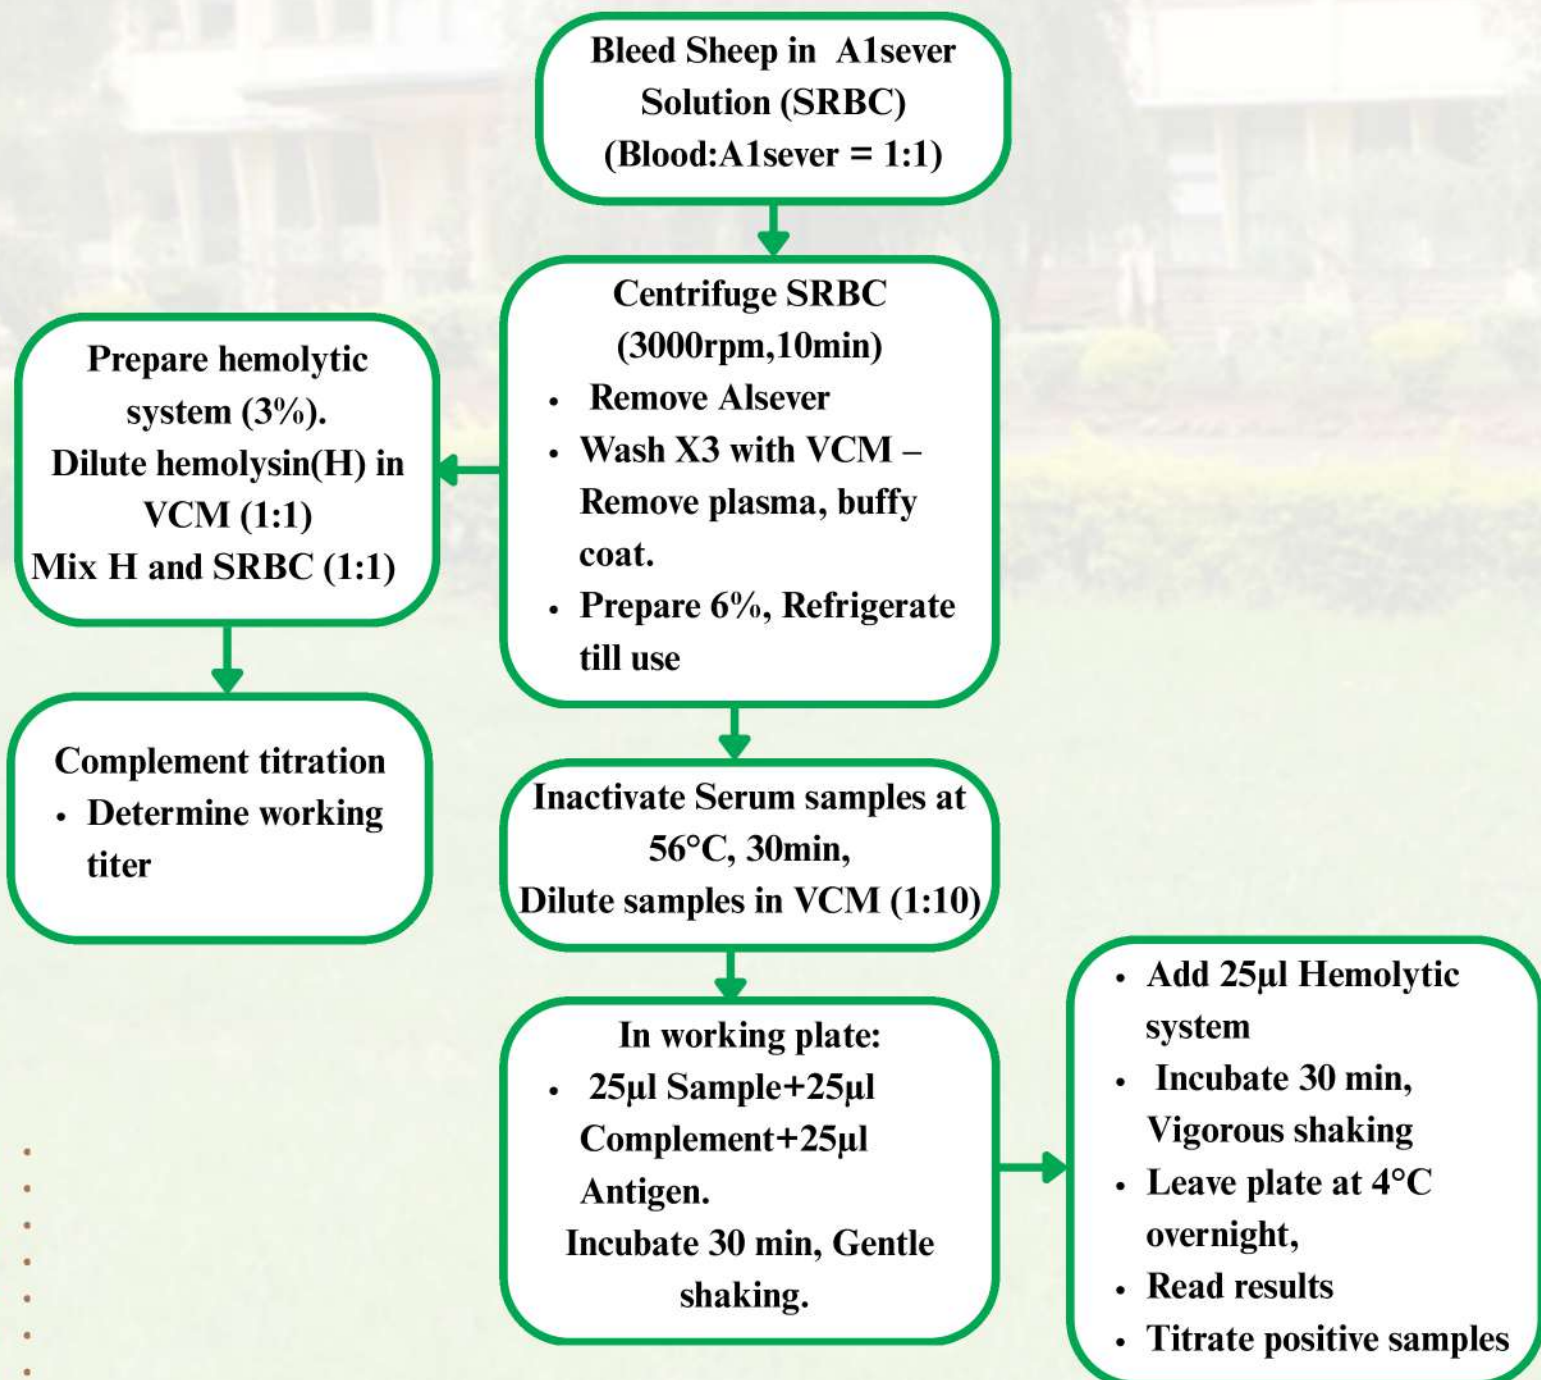 Bleed Sheep in A1sever
Solution (SRBC)
(Blood:A1sever = 1:1)
Centrifuge SRBC
(3000rpm,10min)
• Remove Alsever
• Wash X3 with VCM –
Remove plasma, buffy
coat.
• Prepare 6%, Refrigerate
till use
Prepare hemolytic
system (3%).
Dilute hemolysin(H) in
VCM (1:1)
Mix H and SRBC (1:1)
Complement titration
• Determine working
titer
Inactivate Serum samples at
56°C, 30min,
Dilute samples in VCM (1:10)
In working plate:
• 25µl Sample+25µl
Complement+25µl
Antigen.
Incubate 30 min, Gentle
shaking.
• Add 25µl Hemolytic
system
• Incubate 30 min,
Vigorous shaking
• Leave plate at 4°C
overnight,
• Read results
• Titrate positive samples